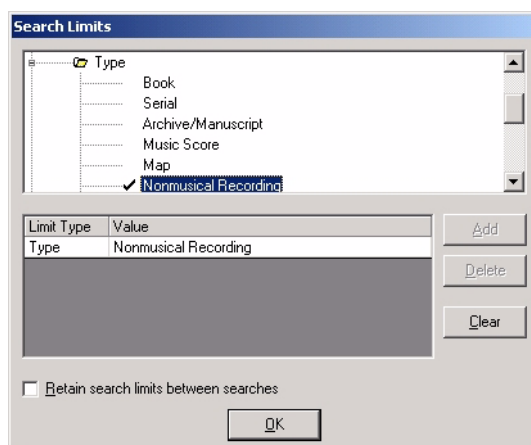 Search Limits
Type
Book
Serial
Archive/Manuscript
Music Score
Map
Nonmusical Recording
Limit Type Value
Type Nonmusical Recording
Add
Delete
Clear
Retain search limits between searches
OK